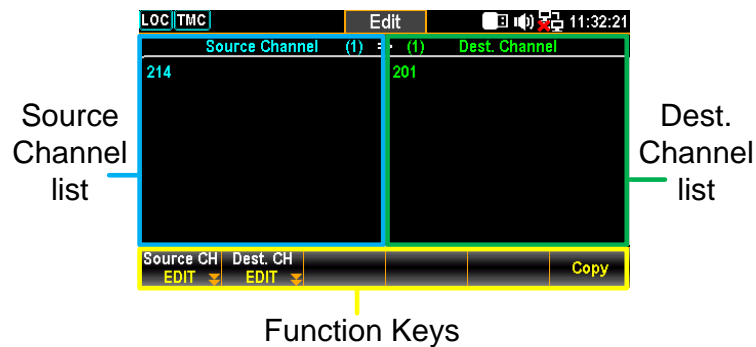 LOC TMC Edit 11:32:21
Source Channel (1) (1) Dest. Channel
214 201
Source
Channel
list
Dest.
Channel
list
Source CH Dest. CH
EDIT EDIT Copy
Function Keys